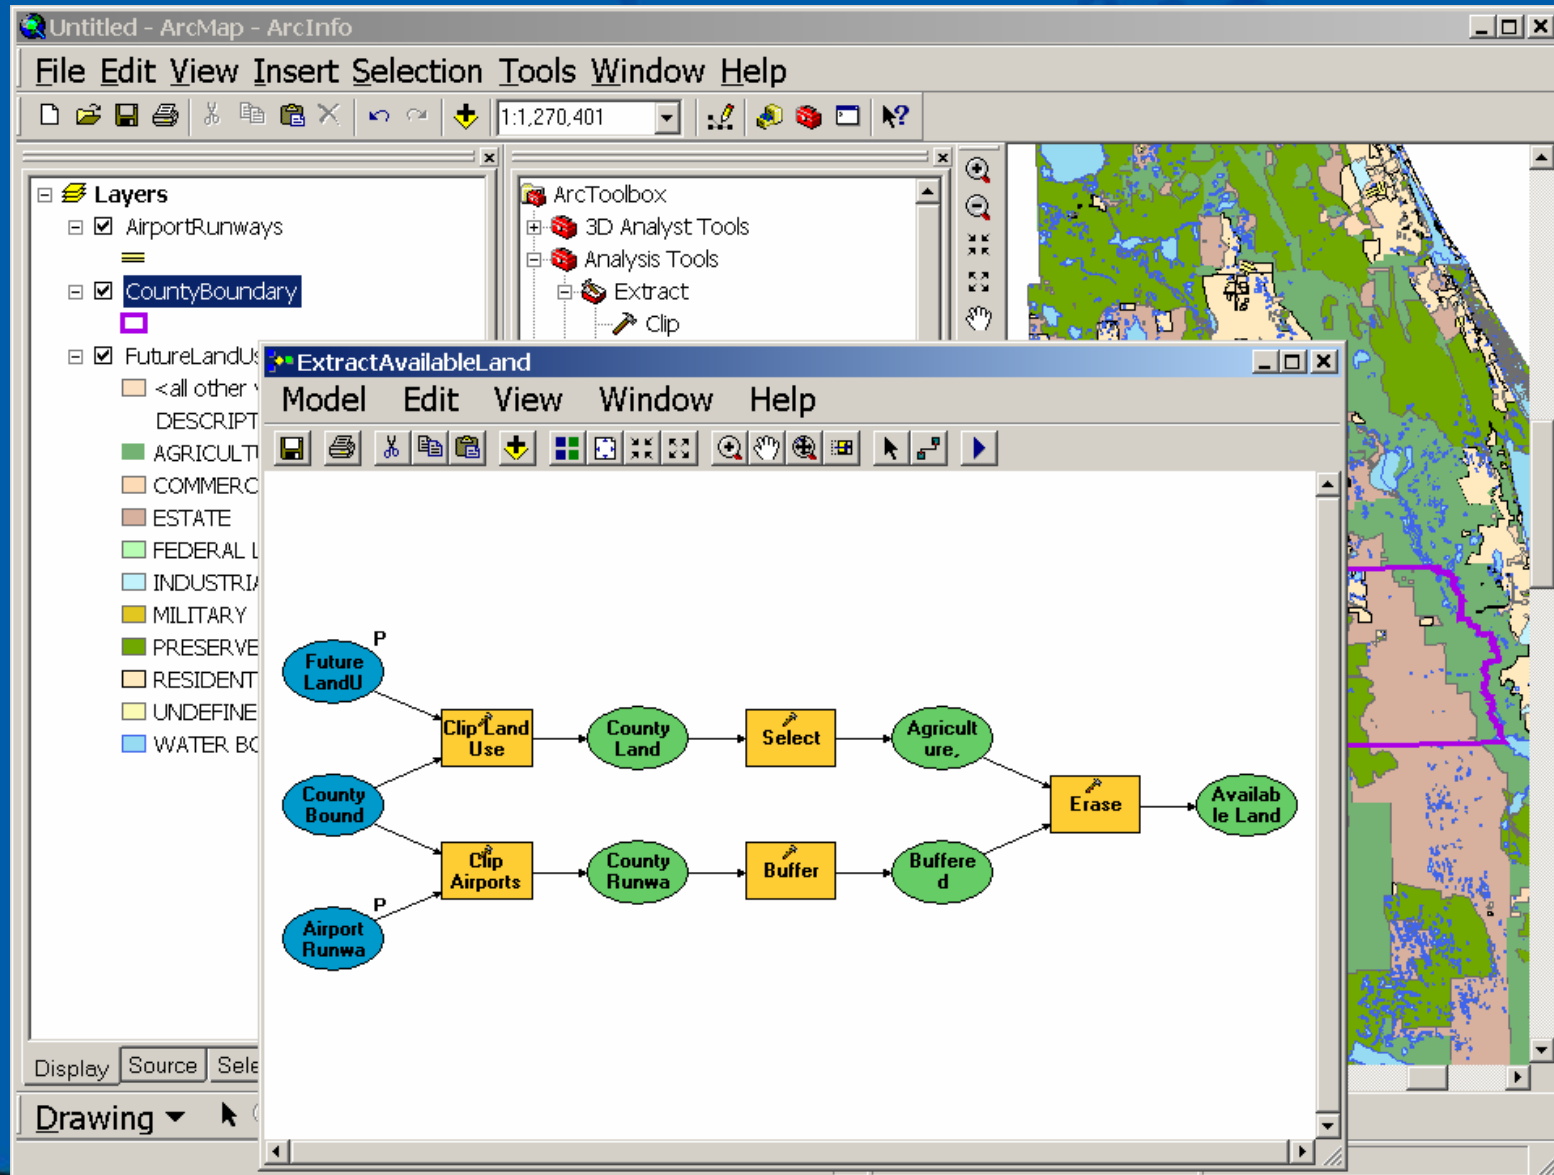 Untitled - ArcMap - ArcInfo
File Edit View Insert Selection Tools Window Help
1:1,270,401
Layers
AirportRunways
CountyBoundary
FutureLandUs
<all other v
DESCRIPT
AGRICULTU
COMMERC
ESTATE
FEDERAL L
INDUSTRIA
MILITARY
PRESERVE
RESIDENT
UNDEFINE
WATER BO
Display Source Sele
Drawing
ArcToolbox
3D Analyst Tools
Analysis Tools
Extract
Clip
ExtractAvailableLand
Model Edit View Window Help
P
Future
LandU
Clip Land
Use
County
Land
Select
Agricult
ure,
County
Bound
Erase
Availab
le Land
Clip
Airports
County
Runwa
Buffer
Buffere
d
P
Airport
Runwa